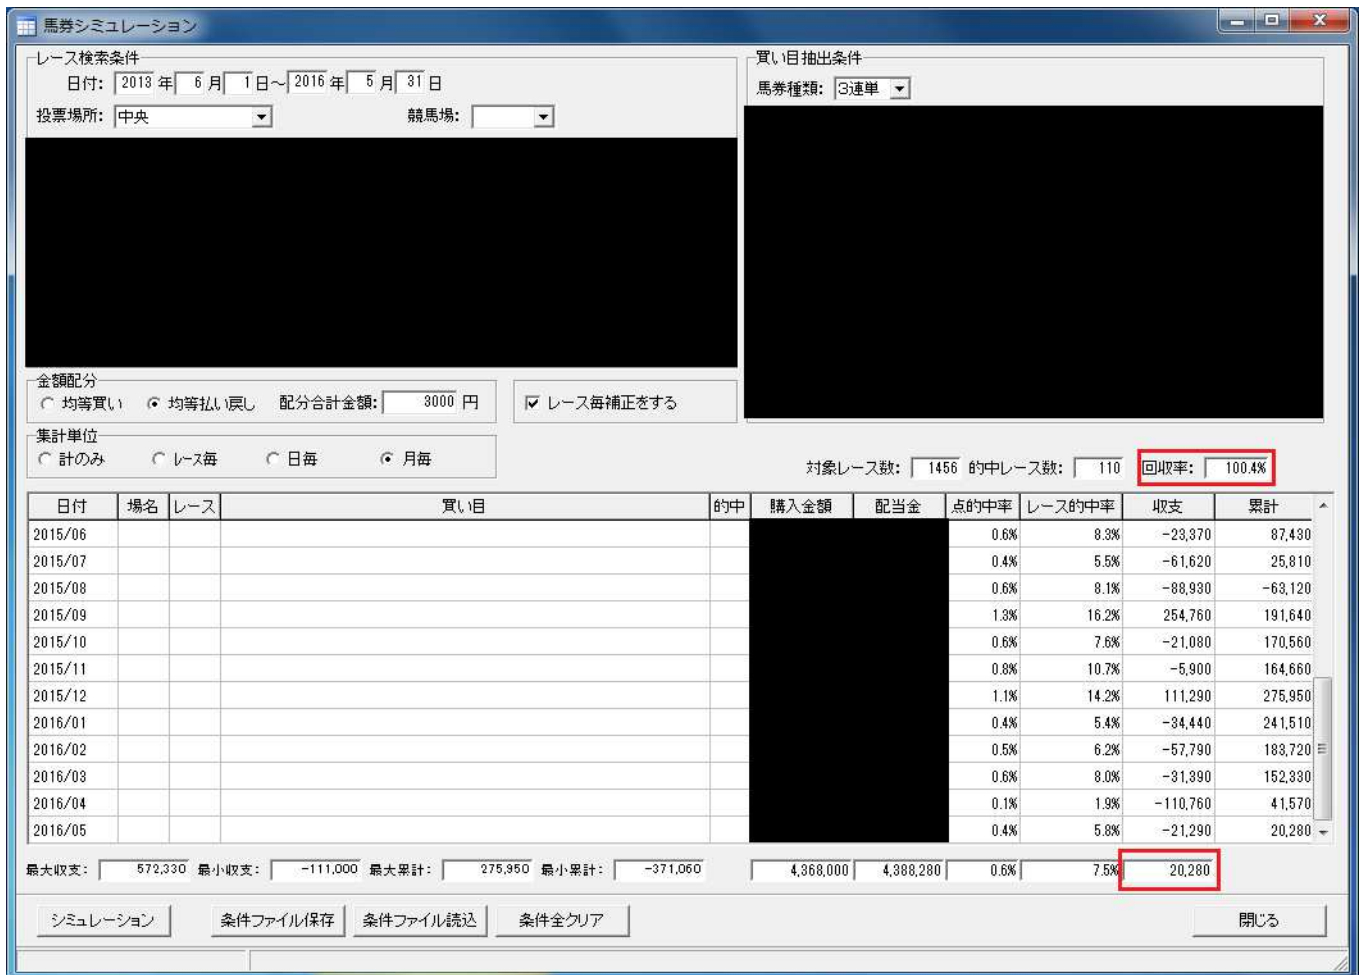 馬券シミュレーション
レース検索条件
日付: 2013 年 6 月 1 日～ 2016 年 5 月 31 日
投票場所: 中央 競馬場:
買い目抽出条件
馬券種類: 3連単
金額配分
均等買い 均等払い戻し 配分合計金額: 3000 円
レース毎補正をする
集計単位
計のみ レース毎 日毎 月毎
対象レース数: 1456 的中レース数: 110 回収率: 100.4%
日付 場名 レース 買い目 的中 購入金額 配当金 点的中率 レース的中率 収支 累計
2015/06 0.6% 8.3% -23,370 87,430
2015/07 0.4% 5.5% -61,620 25,810
2015/08 0.6% 8.1% -88,930 -63,120
2015/09 1.3% 16.2% 254,760 191,640
2015/10 0.6% 7.6% -21,080 170,560
2015/11 0.8% 10.7% -5,900 164,660
2015/12 1.1% 14.2% 111,290 275,950
2016/01 0.4% 5.4% -34,440 241,510
2016/02 0.5% 6.2% -57,790 183,720
2016/03 0.6% 8.0% -31,390 152,330
2016/04 0.1% 1.9% -110,760 41,570
2016/05 0.4% 5.8% -21,290 20,280
最大収支: 572,330 最小収支: -111,000 最大累計: 275,950 最小累計: -371,060 4,368,000 4,388,280 0.6% 7.5% 20,280
シミュレーション 条件ファイル保存 条件ファイル読込 条件全クリア 閉じる